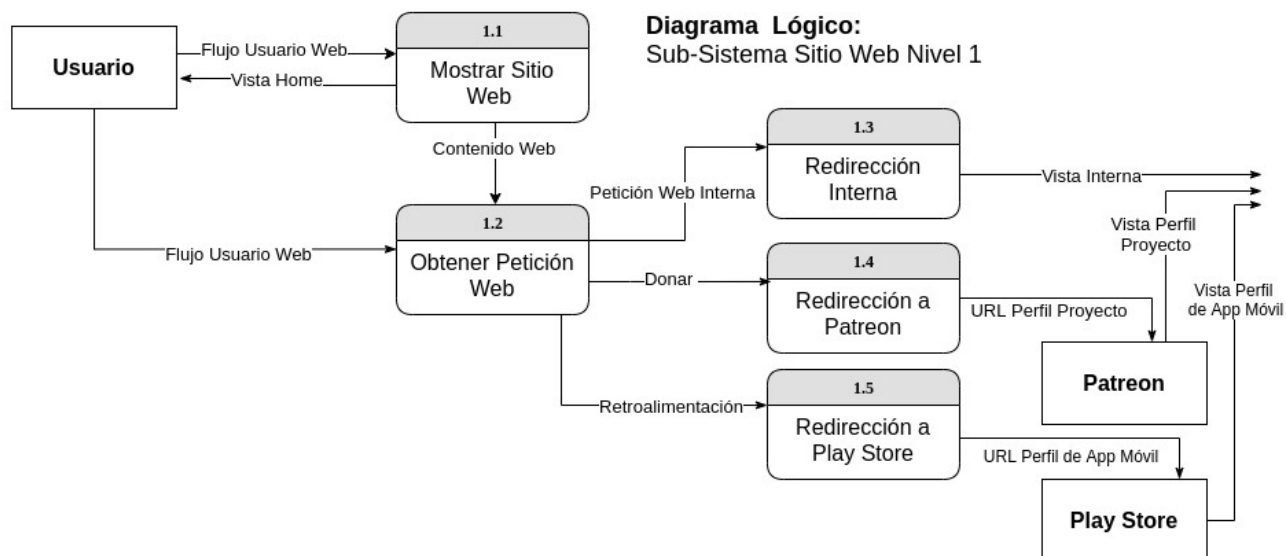 Diagrama Lógico:
Sub-Sistema Sitio Web Nivel 1
Usuario
Flujo Usuario Web
Vista Home
1.1
Mostrar Sitio
Web
Contenido Web
Flujo Usuario Web
1.2
Obtener Petición
Web
Petición Web Interna
1.3
Redirección
Interna
Vista Interna
Donar
1.4
Redirección a
Patreon
URL Perfil Proyecto
Vista Perfil
Proyecto
Patreon
Retroalimentación
1.5
Redirección a
Play Store
URL Perfil de App Móvil
Vista Perfil
de App Móvil
Play Store